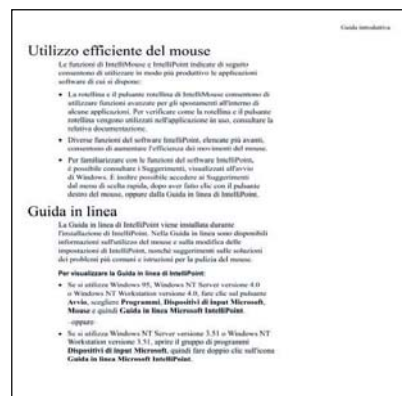 Guida introduttiva
Utilizzo efficiente del mouse
Le funzioni di IntelliMouse e IntelliPoint indicate di seguito
consentono di utilizzare in modo più produttivo le applicazioni
software di cui si dispone:
• La rotellina e il pulsante rotellina di IntelliMouse consentono di
utilizzare funzioni avanzate per gli spostamenti all'interno di
alcune applicazioni. Per verificare come la rotellina e il pulsante
rotellina vengono utilizzati nell'applicazione in uso, consultare la
relativa documentazione.
• Diverse funzioni del software IntelliPoint, elencate più avanti,
consentono di aumentare l'efficienza dei movimenti del mouse.
• Per familiarizzare con le funzioni del software IntelliPoint,
è possibile consultare i Suggerimenti, visualizzati all'avvio
di Windows. È inoltre possibile accedere ai Suggerimenti
dal menu di scelta rapida, dopo aver fatto clic con il pulsante
destro del mouse, oppure dalla Guida in linea di IntelliPoint.
Guida in linea
La Guida in linea di IntelliPoint viene installata durante
l'installazione di IntelliPoint. Nella Guida in linea sono disponibili
informazioni sull'utilizzo del mouse e sulla modifica delle
impostazioni di IntelliPoint, nonché suggerimenti sulle soluzioni
dei problemi più comuni e istruzioni per la pulizia del mouse.
Per visualizzare la Guida in linea di IntelliPoint:
• Se si utilizza Windows 95, Windows NT Server versione 4.0
o Windows NT Workstation versione 4.0, fare clic sul pulsante
Avvio, scegliere Programmi, Dispositivi di input Microsoft,
Mouse e quindi Guida in linea Microsoft IntelliPoint.
-oppure-
• Se si utilizza Windows NT Server versione 3.51 o Windows NT
Workstation versione 3.51, aprire il gruppo di programmi
Dispositivi di input Microsoft, quindi fare doppio clic sull'icona
Guida in linea Microsoft IntelliPoint.